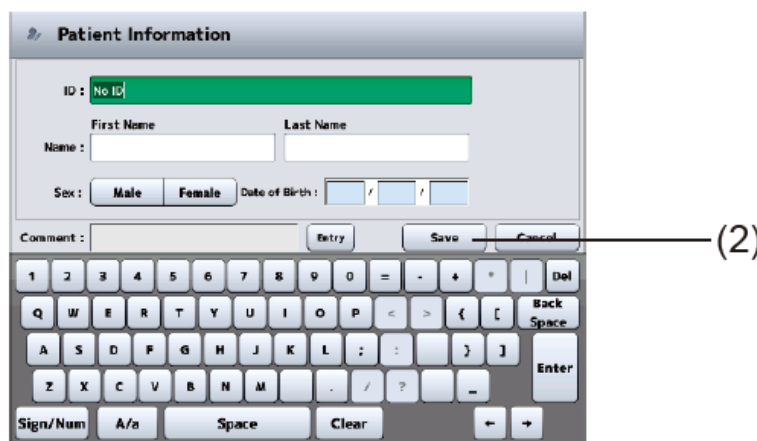 Patient Information
ID : No ID
First Name Last Name
Name :
Sex : Male Female Date of Birth : / /
Comment : Entry Save Cancel
(2)
1 2 3 4 5 6 7 8 9 0 = - + * | Del
Q W E R T Y U I O P < > { [ Back Space
A S D F G H J K L ; : } ] Enter
Z X C V B N M . / ? _
Sign/Num A/a Space Clear ← →